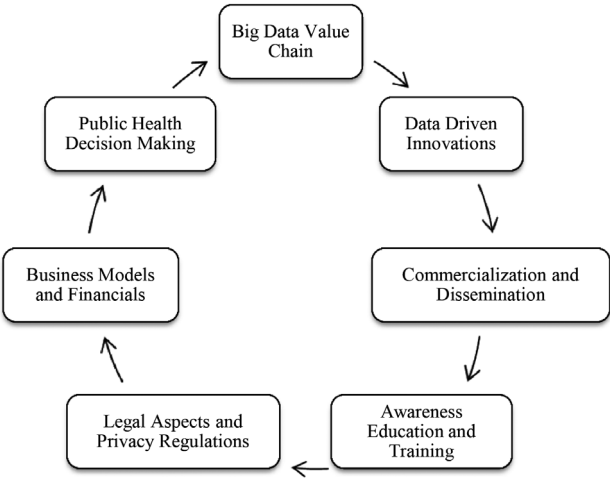 Big Data Value
Chain
Data Driven
Innovations
Commercialization and
Dissemination
Awareness
Education and
Training
Legal Aspects and
Privacy Regulations
Business Models
and Financials
Public Health
Decision Making